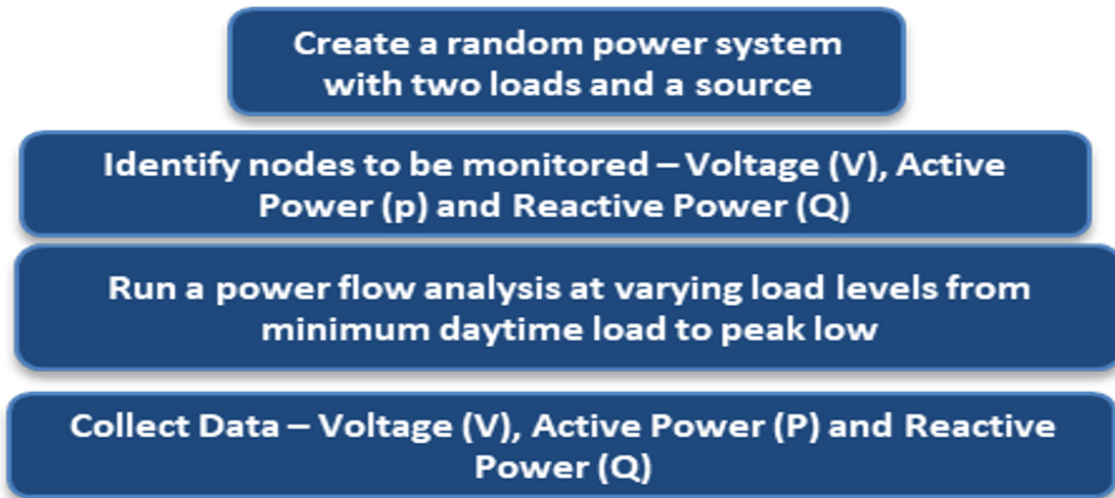 Create a random power system
with two loads and a source
Identify nodes to be monitored – Voltage (V), Active
Power (p) and Reactive Power (Q)
Run a power flow analysis at varying load levels from
minimum daytime load to peak low
Collect Data – Voltage (V), Active Power (P) and Reactive
Power (Q)